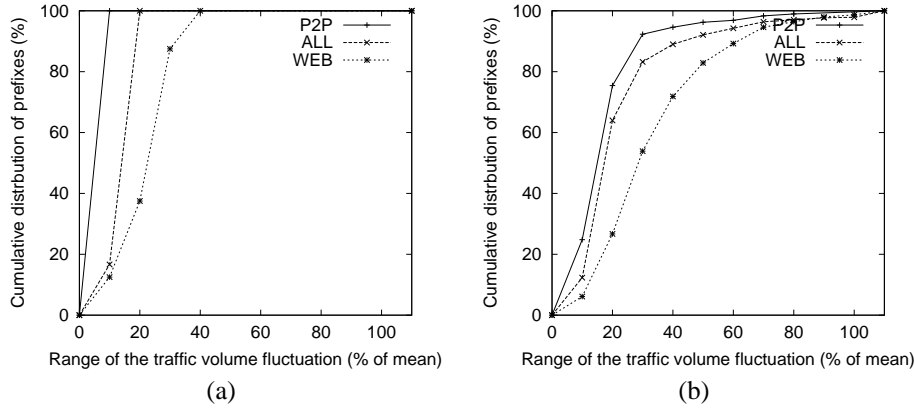 100
80
60
40
20
0
Cumulative distrbution of prefixes (%)
P2P
ALL
WEB
0 20 40 60 80 100
Range of the traffic volume fluctuation (% of mean)
(a)
100
80
60
40
20
0
Cumulative distrbution of prefixes (%)
P2P
ALL
WEB
0 20 40 60 80 100
Range of the traffic volume fluctuation (% of mean)
(b)